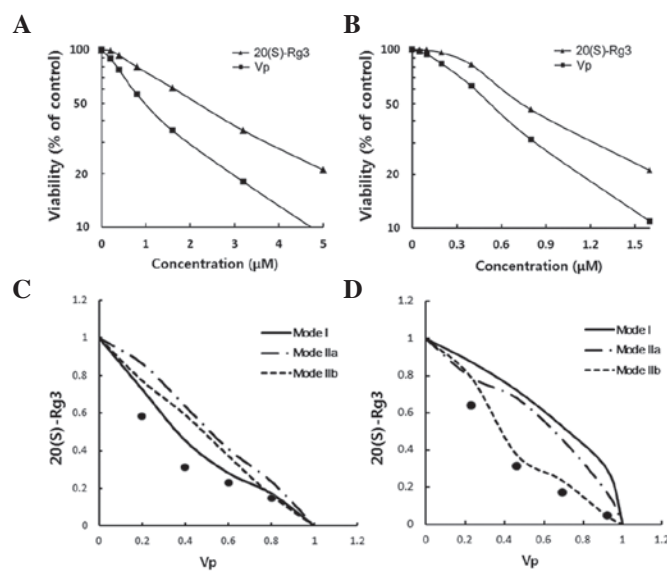 A
Viability (% of control)
100
50
20
10
20(S)-Rg3
Vp
0 1 2 3 4 5
Concentration (µM)
B
Viability (% of control)
100
50
20
10
20(S)-Rg3
Vp
0.0 0.3 0.6 0.9 1.2 1.5
Concentration (µM)
C
20(S)-Rg3
1.2
1
0.8
0.6
0.4
0.2
0
Mode I
Mode IIa
Mode IIb
0.2 0.4 0.6 0.8 1 1.2
Vp
D
20(S)-Rg3
1.2
1
0.8
0.6
0.4
0.2
0
Mode I
Mode IIa
Mode IIb
0 0.2 0.4 0.6 0.8 1 1.2
Vp